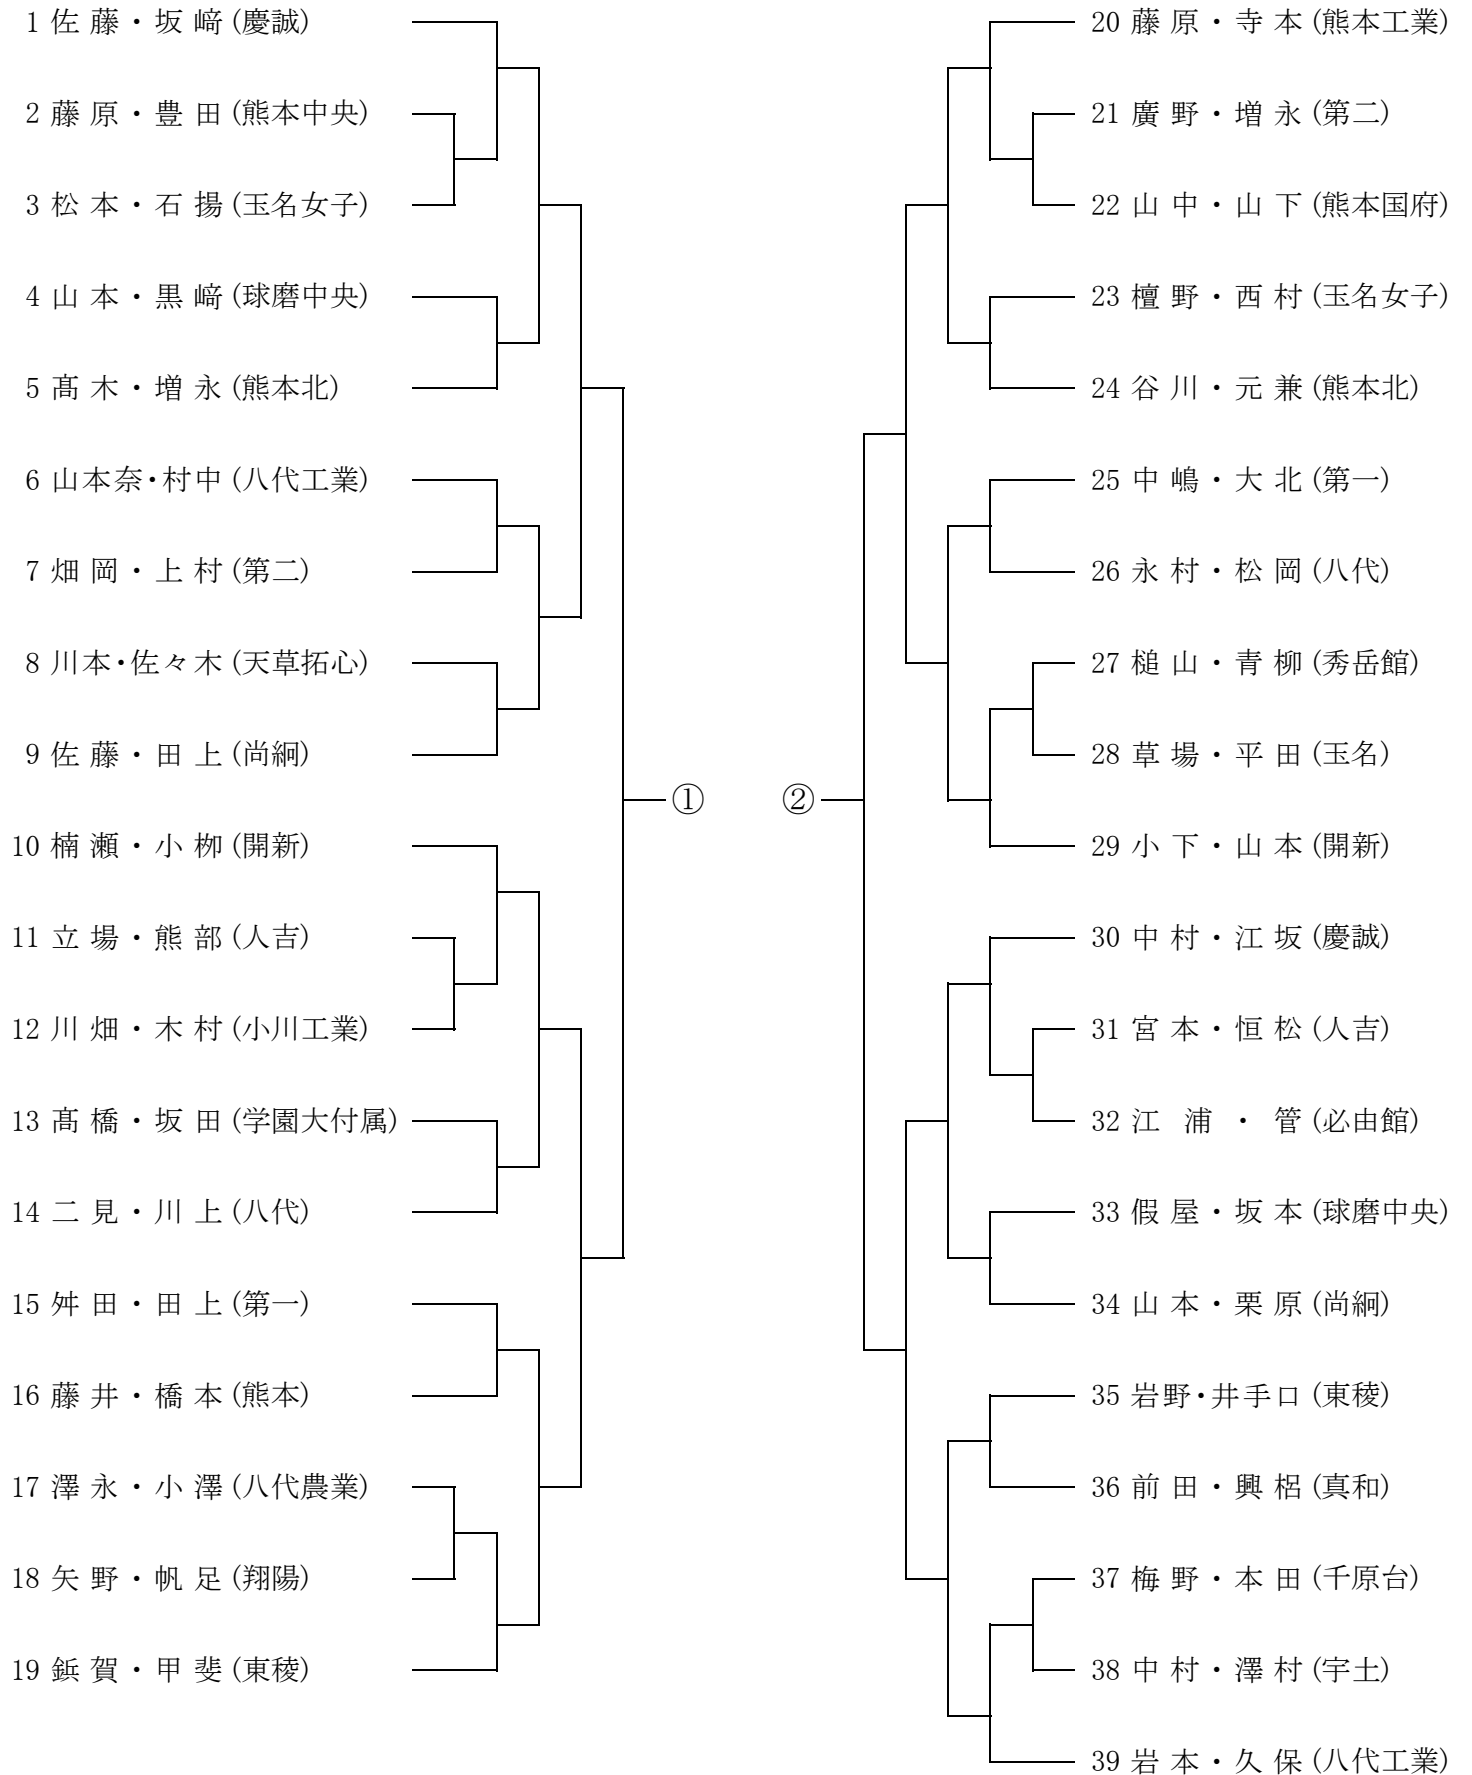 1 佐 藤・坂 﨑 (慶誠)
2 藤 原・豊 田 (熊本中央)
3 松 本・石 揚 (玉名女子)
4 山 本・黒 﨑 (球磨中央)
5 髙 木・増 永 (熊本北)
6 山本奈・村中 (八代工業)
7 畑 岡・上 村 (第二)
8 川本・佐々木 (天草拓心)
9 佐 藤・田 上 (尚絅)
10 楠 瀬・小 栁 (開新)
11 立 場・熊 部 (人吉)
12 川 畑・木 村 (小川工業)
13 髙 橋・坂 田 (学園大付属)
14 二 見・川 上 (八代)
15 舛 田・田 上 (第一)
16 藤 井・橋 本 (熊本)
17 澤 永・小 澤 (八代農業)
18 矢 野・帆 足 (翔陽)
19 鋲 賀・甲 斐 (東稜)
①
②
20 藤 原・寺 本 (熊本工業)
21 廣 野・増 永 (第二)
22 山 中・山 下 (熊本国府)
23 檀 野・西 村 (玉名女子)
24 谷 川・元 兼 (熊本北)
25 中 嶋・大 北 (第一)
26 永 村・松 岡 (八代)
27 槌 山・青 柳 (秀岳館)
28 草 場・平 田 (玉名)
29 小 下・山 本 (開新)
30 中 村・江 坂 (慶誠)
31 宮 本・恒 松 (人吉)
32 江 浦 ・ 管 (必由館)
33 假 屋・坂 本 (球磨中央)
34 山 本・栗 原 (尚絅)
35 岩野・井手口 (東稜)
36 前 田・興 梠 (真和)
37 梅 野・本 田 (千原台)
38 中 村・澤 村 (宇土)
39 岩 本・久 保 (八代工業)